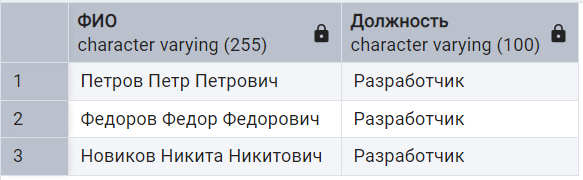 ФИО Должность
character varying (255) character varying (100)
1 Петров Петр Петрович Разработчик
2 Федоров Федор Федорович Разработчик
3 Новиков Никита Никитович Разработчик